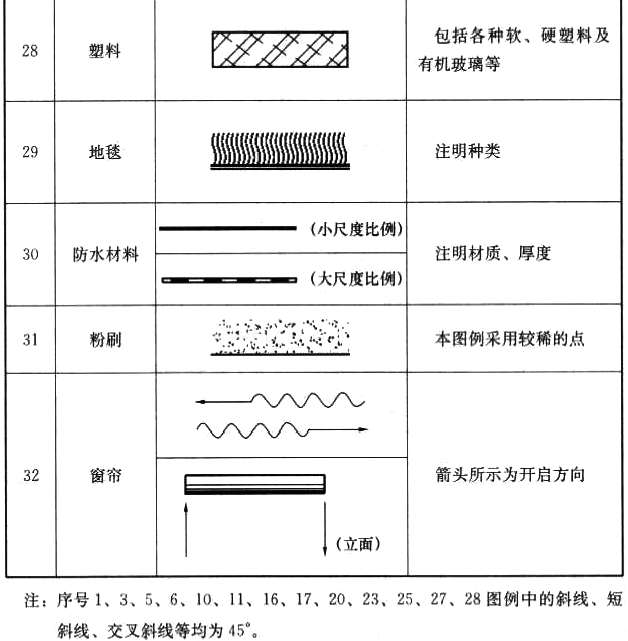 28 塑料 包括各种软、硬塑料及
有机玻璃等
29 地毯 注明种类
30 防水材料 (小尺度比例) 注明材质、厚度
(大尺度比例)
31 粉刷 本图例采用较稀的点
32 窗帘 箭头所示为开启方向
(立面)
注：序号 1、3、5、6、10、11、16、17、20、23、25、27、28 图例中的斜线、短
斜线、交叉斜线等均为 45°。